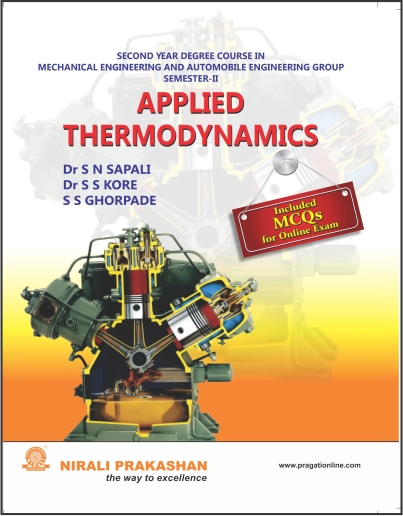 SECOND YEAR DEGREE COURSE IN
MECHANICAL ENGINEERING AND AUTOMOBILE ENGINEERING GROUP
SEMESTER-II
APPLIED
THERMODYNAMICS
Dr S N SAPALI
Dr S S KORE
S S GHORPADE
Included
MCQs
for Online Exam
NIRALI PRAKASHAN
the way to excellence
www.pragationline.com